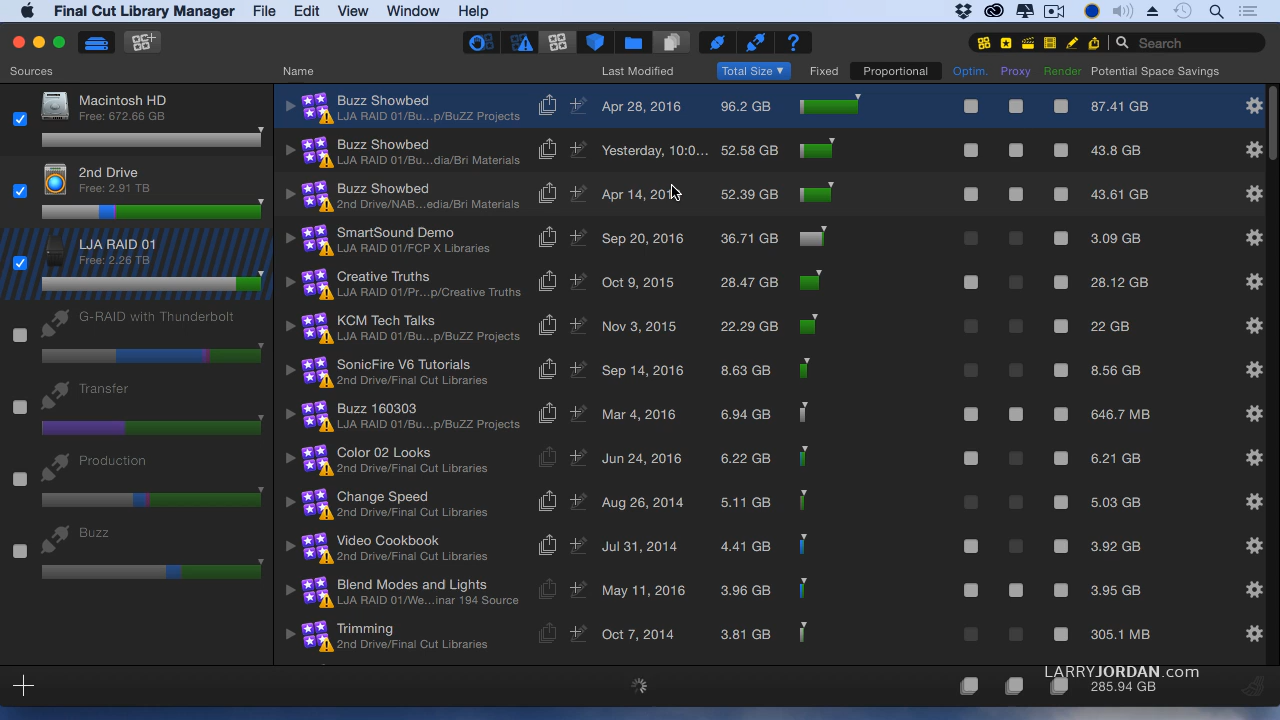 Final Cut Library Manager File Edit View Window Help
Search
Sources Name Last Modified Total Size ▼ Fixed Proportional Optim. Proxy Render Potential Space Savings
Macintosh HD
Free: 672.66 GB
2nd Drive
Free: 2.91 TB
LJA RAID 01
Free: 2.26 TB
G-RAID with Thunderbolt
Transfer
Production
Buzz
Buzz Showbed
LJA RAID 01/Bu...p/BuZZ Projects
Apr 28, 2016 96.2 GB 87.41 GB
Buzz Showbed
LJA RAID 01/Bu...dia/Bri Materials
Yesterday, 10:0... 52.58 GB 43.8 GB
Buzz Showbed
2nd Drive/NAB...edia/Bri Materials
Apr 14, 2016 52.39 GB 43.61 GB
SmartSound Demo
LJA RAID 01/FCP X Libraries
Sep 20, 2016 36.71 GB 3.09 GB
Creative Truths
LJA RAID 01/Pr...p/Creative Truths
Oct 9, 2015 28.47 GB 28.12 GB
KCM Tech Talks
LJA RAID 01/Bu...p/BuZZ Projects
Nov 3, 2015 22.29 GB 22 GB
SonicFire V6 Tutorials
2nd Drive/Final Cut Libraries
Sep 14, 2016 8.63 GB 8.56 GB
Buzz 160303
LJA RAID 01/Bu...p/BuZZ Projects
Mar 4, 2016 6.94 GB 646.7 MB
Color 02 Looks
2nd Drive/Final Cut Libraries
Jun 24, 2016 6.22 GB 6.21 GB
Change Speed
2nd Drive/Final Cut Libraries
Aug 26, 2014 5.11 GB 5.03 GB
Video Cookbook
2nd Drive/Final Cut Libraries
Jul 31, 2014 4.41 GB 3.92 GB
Blend Modes and Lights
LJA RAID 01/We...inar 194 Source
May 11, 2016 3.96 GB 3.95 GB
Trimming
2nd Drive/Final Cut Libraries
Oct 7, 2014 3.81 GB 305.1 MB
LARRYJORDAN.com
285.94 GB